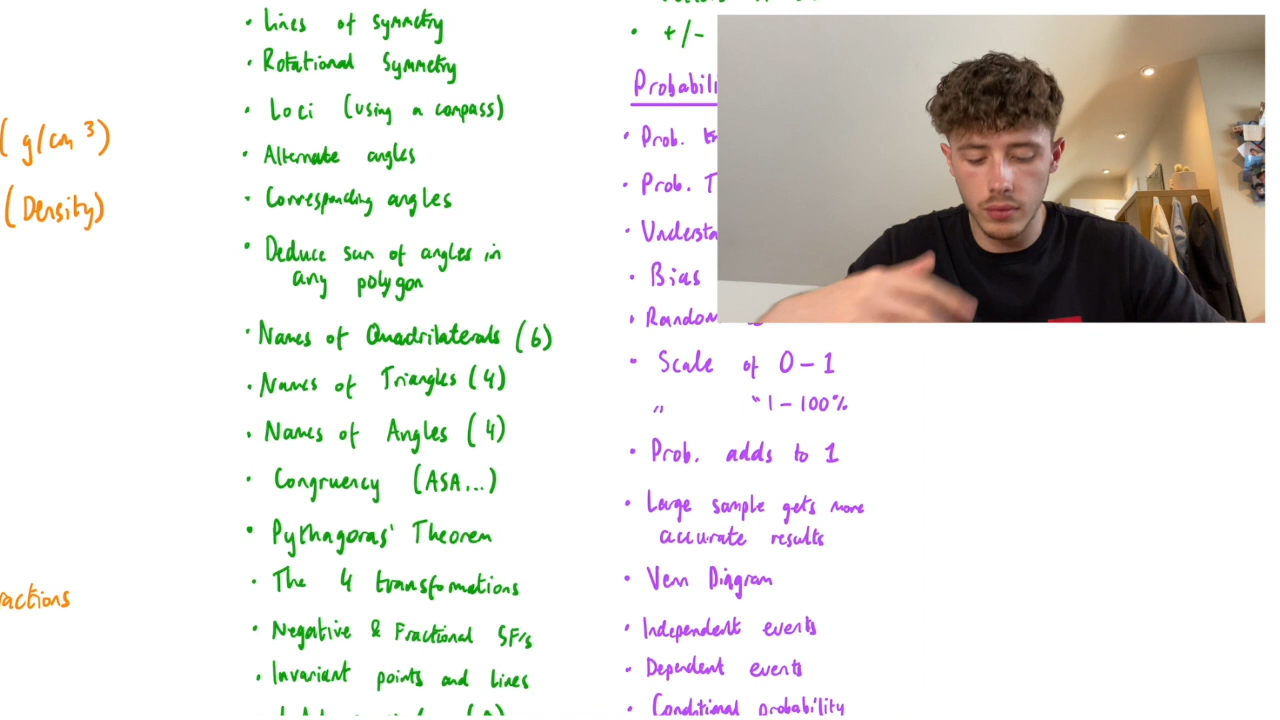 ( g/cm³)
(Density)
ractions
• Lines of symmetry
• Rotational Symmetry
• Loci (using a compass)
• Alternate angles
• Corresponding angles
• Deduce sum of angles in
any polygon
• Names of Quadrilaterals (6)
• Names of Triangles (4)
• Names of Angles (4)
• Congruency (ASA...)
• Pythagoras' Theorem
• The 4 transformations
• Negative & Fractional SF's
• Invariant points and lines
• +/-
Probabili
• Prob. tr
• Prob. T
• Understa
• Bias
• Random
• Scale of 0 - 1
" " 1 - 100%
• Prob. adds to 1
• Large sample gets more
accurate results
• Venn Diagram
• Independent events
• Dependent events
• Conditional probability